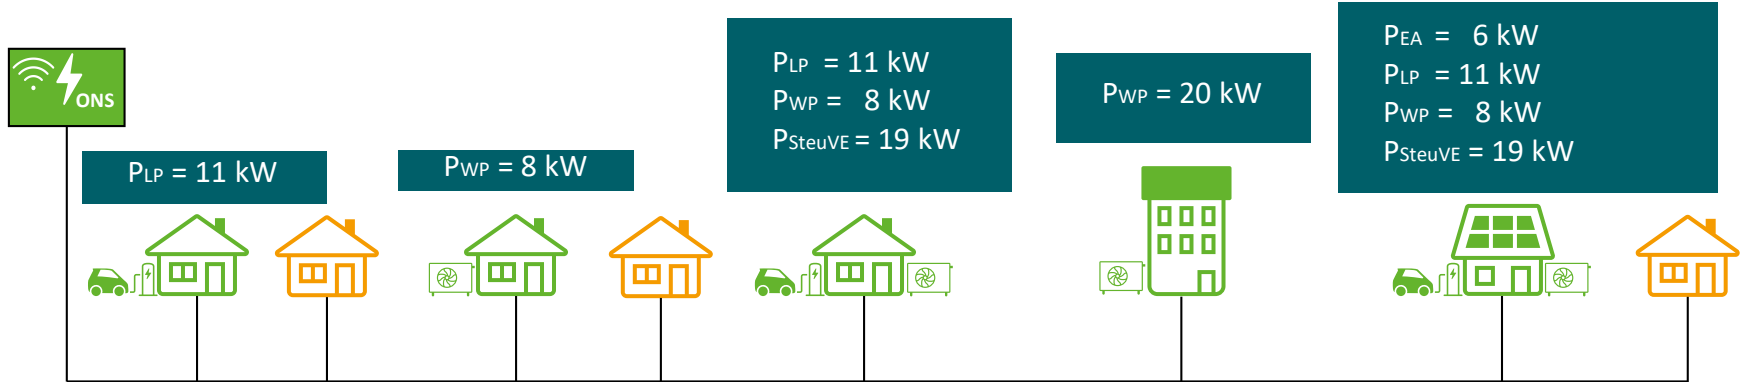 ONS
PLP = 11 kW
PWP = 8 kW
PLP = 11 kW
PWP = 8 kW
PSteuVE = 19 kW
PWP = 20 kW
PEA = 6 kW
PLP = 11 kW
PWP = 8 kW
PSteuVE = 19 kW